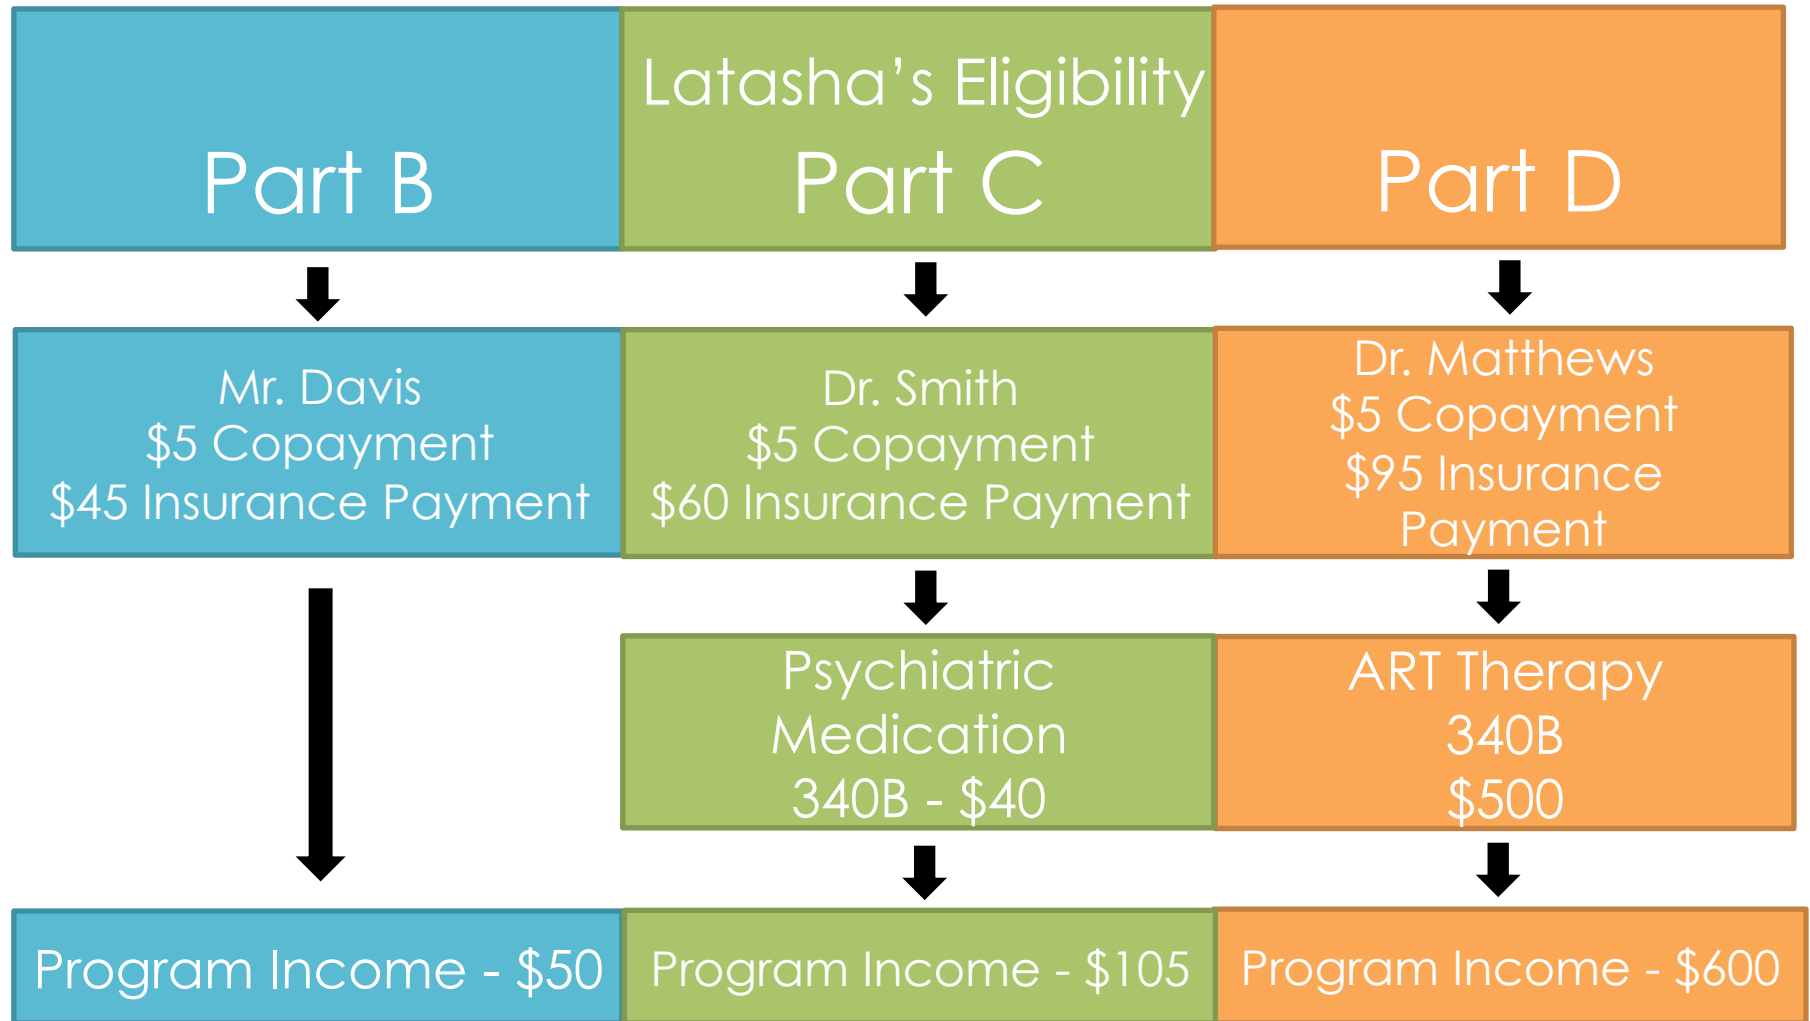 Latasha’s Eligibility
Part B
Part C
Part D
Mr. Davis
$5 Copayment
$45 Insurance Payment
Dr. Smith
$5 Copayment
$60 Insurance Payment
Dr. Matthews
$5 Copayment
$95 Insurance
Payment
Psychiatric
Medication
340B - $40
ART Therapy
340B
$500
Program Income - $50
Program Income - $105
Program Income - $600